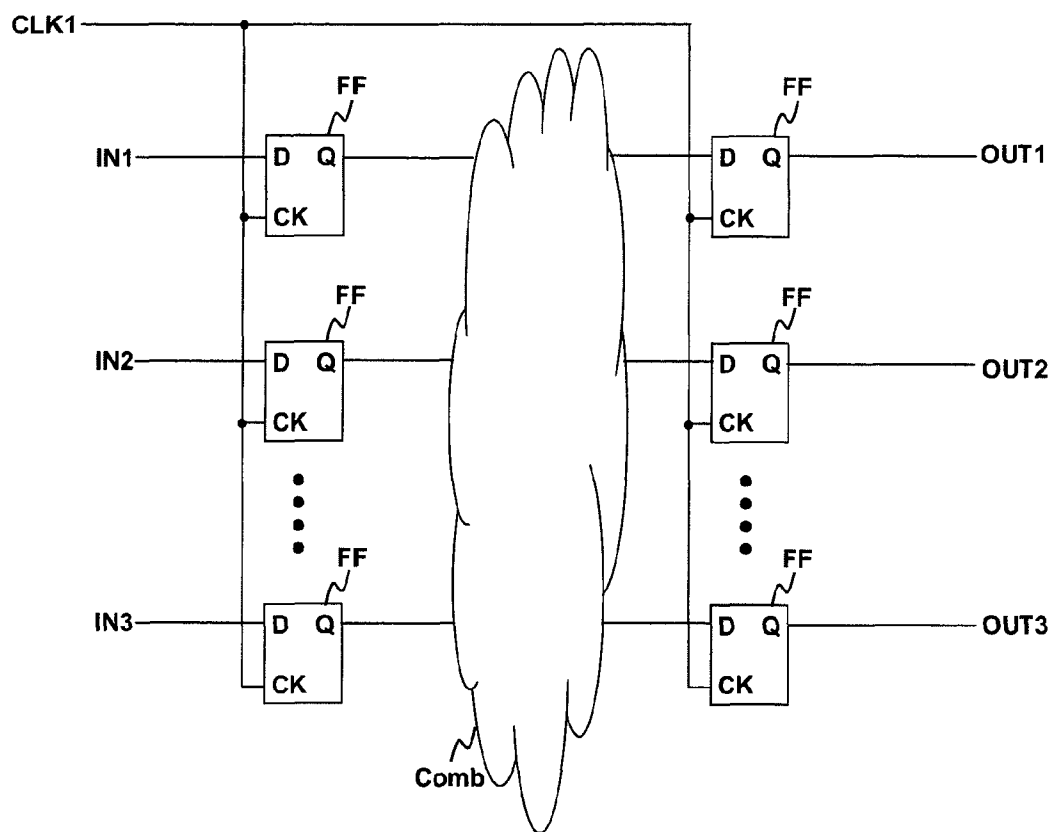 CLK1
FF FF
IN1 D Q D Q OUT1
CK CK
FF FF
IN2 D Q D Q OUT2
CK CK
FF FF
IN3 D Q D Q OUT3
CK CK
Comb